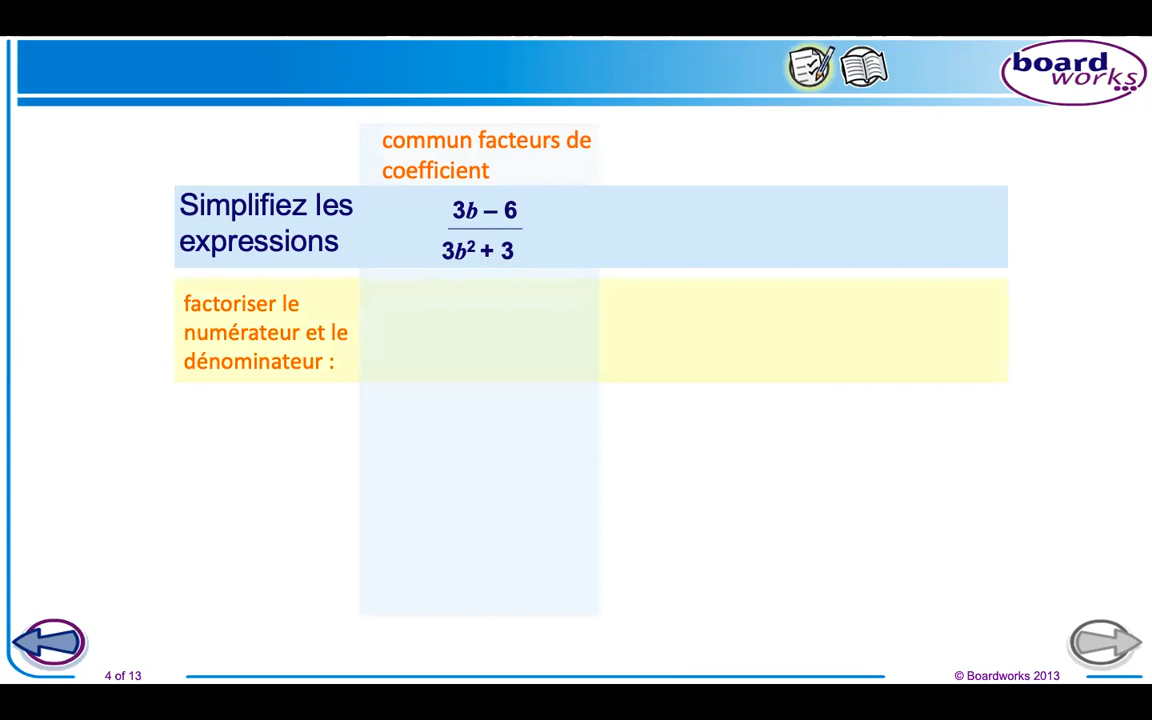 board
works
commun facteurs de
coefficient
Simplifiez les
expressions
3b – 6
3b² + 3
factoriser le
numérateur et le
dénominateur :
4 of 13
© Boardworks 2013